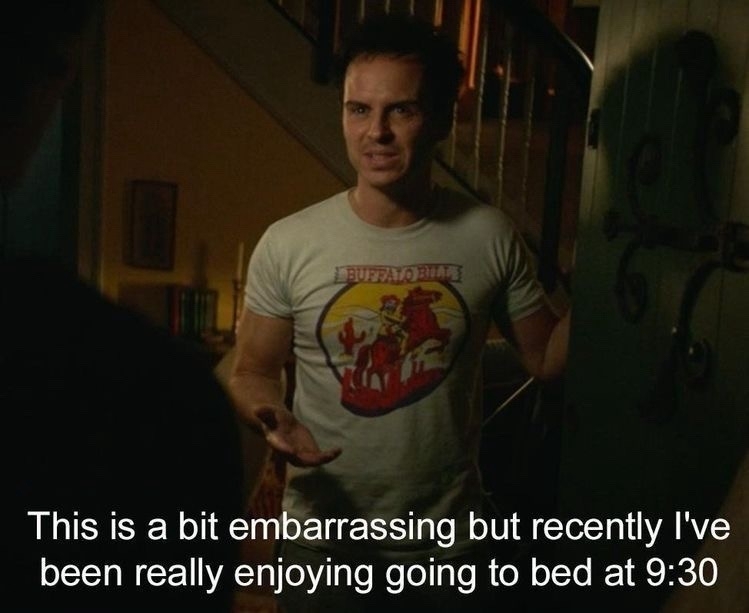 BUFFALO BILL
This is a bit embarrassing but recently I've
been really enjoying going to bed at 9:30